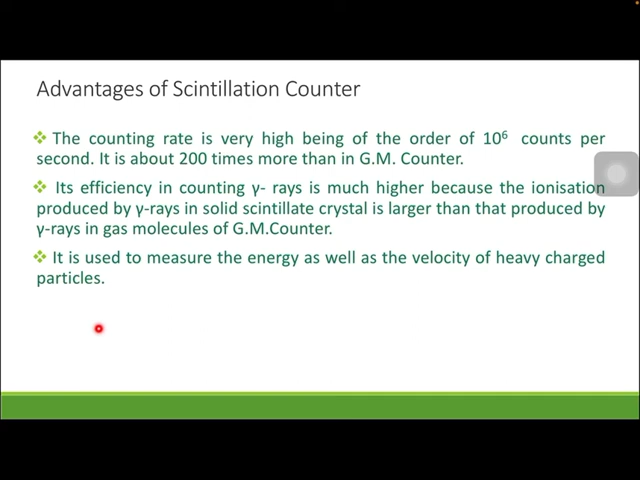 Advantages of Scintillation Counter
❖ The counting rate is very high being of the order of 10⁶ counts per
second. It is about 200 times more than in G.M. Counter.
❖ Its efficiency in counting γ- rays is much higher because the ionisation
produced by γ-rays in solid scintillate crystal is larger than that produced by
γ-rays in gas molecules of G.M.Counter.
❖ It is used to measure the energy as well as the velocity of heavy charged
particles.